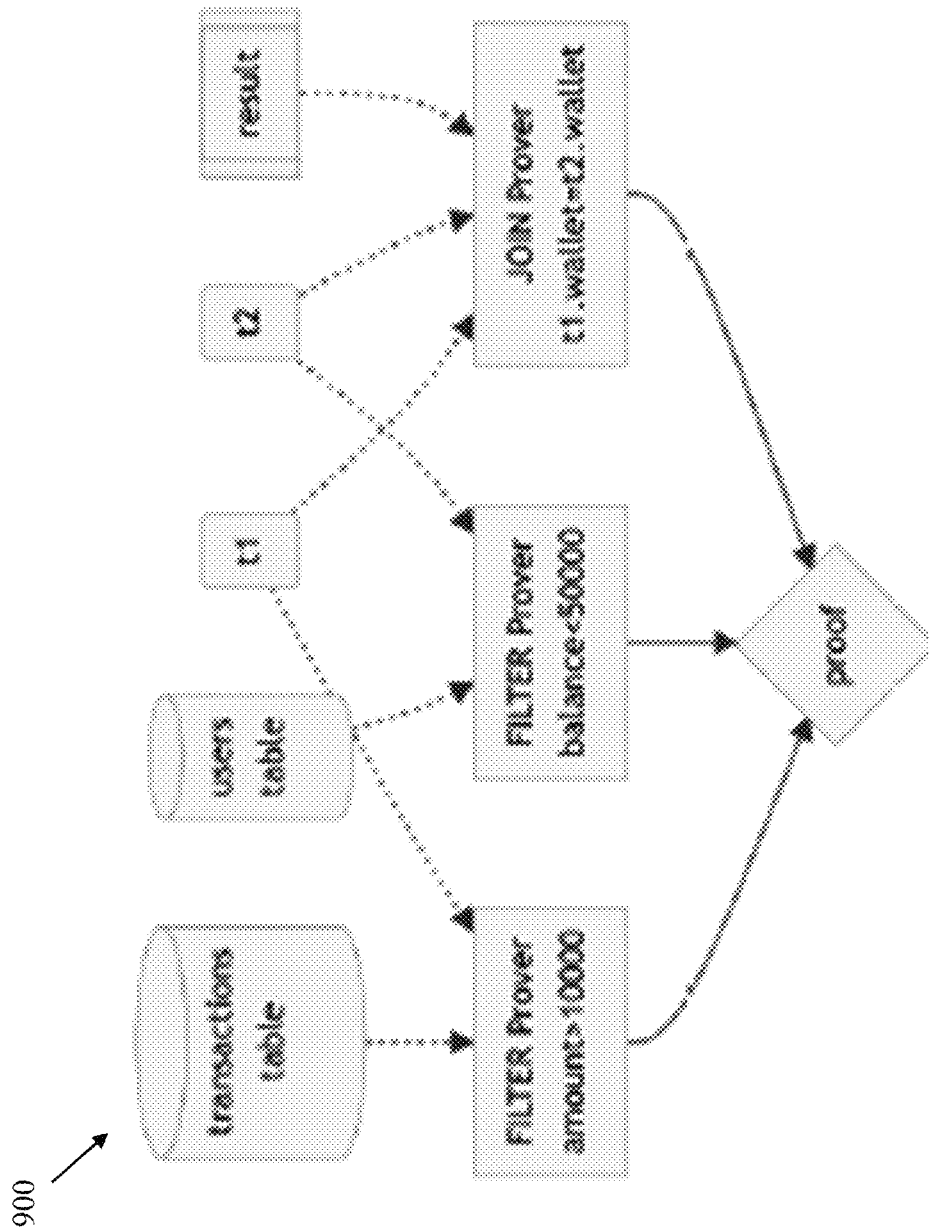 900
transactions
table
users
table
t1
t2
result
FILTER Prover
amount>10000
FILTER Prover
balance<50000
JOIN Prover
t1.wallet=t2.wallet
proof